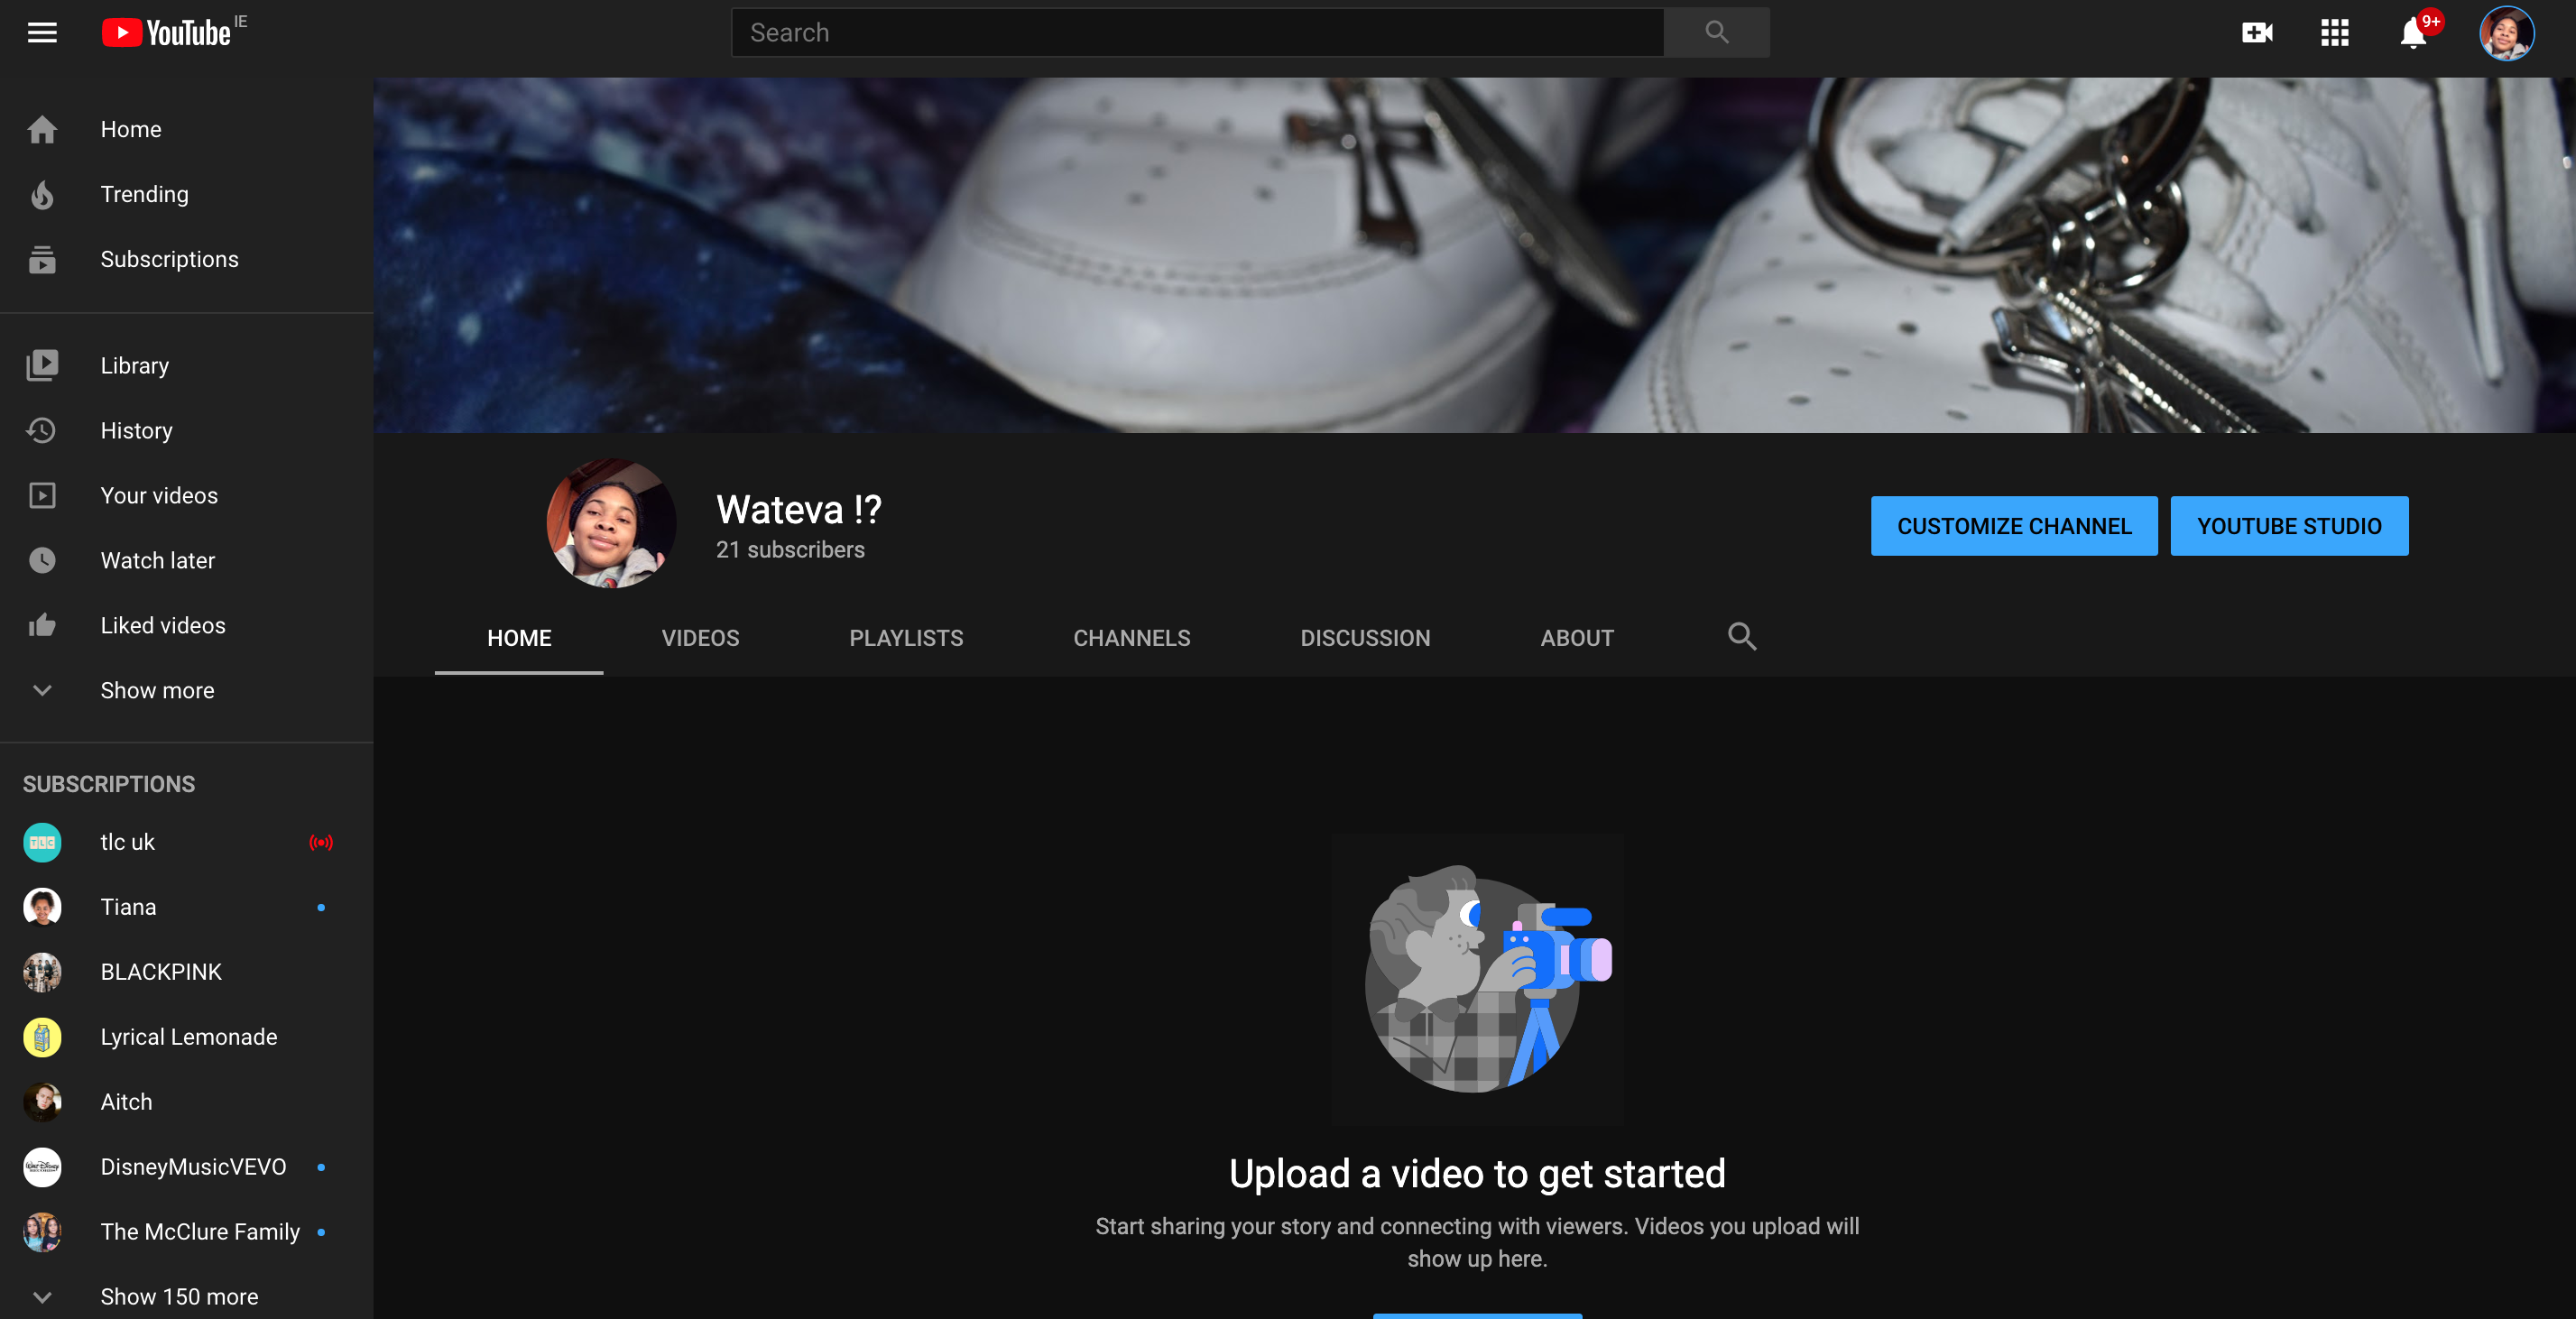 YouTube IE
Search
9+
Home
Trending
Subscriptions
Library
History
Your videos
Watch later
Liked videos
Show more
SUBSCRIPTIONS
TLC
tlc uk
Tiana
BLACKPINK
Lyrical Lemonade
Aitch
DisneyMusicVEVO
The McClure Family
Show 150 more
Wateva !?
21 subscribers
CUSTOMIZE CHANNEL
YOUTUBE STUDIO
HOME
VIDEOS
PLAYLISTS
CHANNELS
DISCUSSION
ABOUT
Upload a video to get started
Start sharing your story and connecting with viewers. Videos you upload will
show up here.